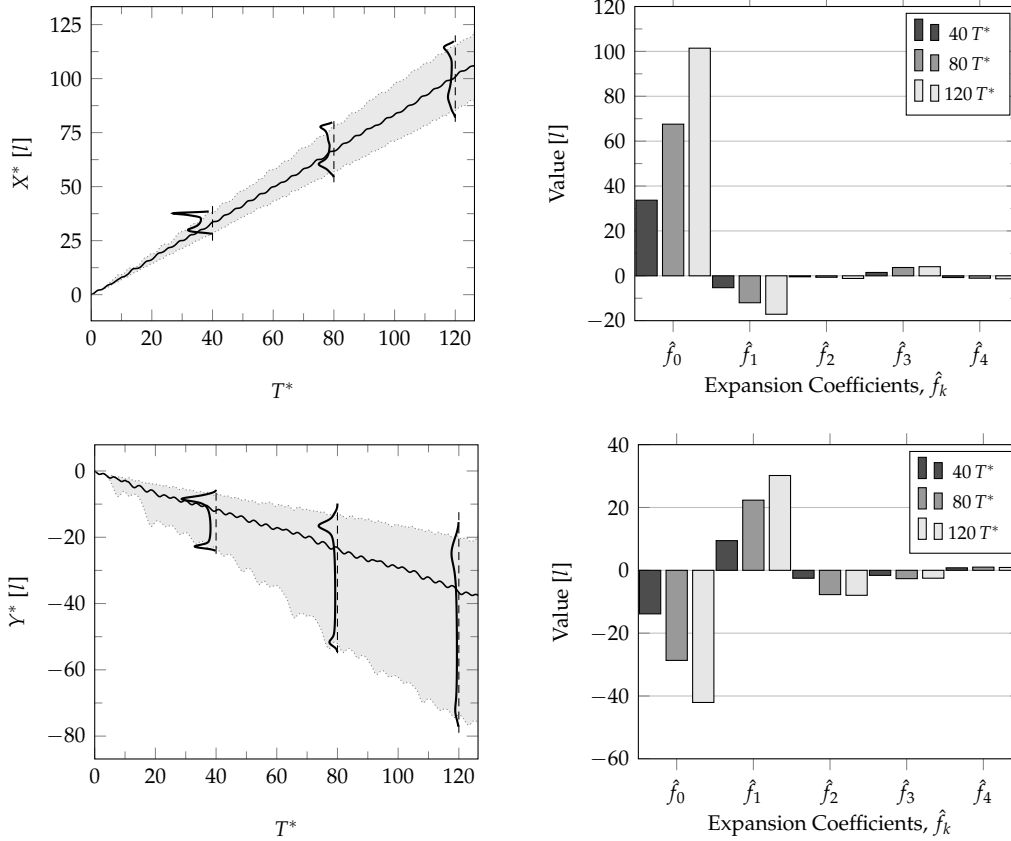 125
100
75
50
25
0
X* [l]
0 20 40 60 80 100 120
T*
120
100
80
60
40
20
0
−20
Value [l]
40 T*
80 T*
120 T*
f̂0 f̂1 f̂2 f̂3 f̂4
Expansion Coefficients, f̂k
0
−20
−40
−60
−80
Y* [l]
0 20 40 60 80 100 120
T*
40
20
0
−20
−40
−60
Value [l]
40 T*
80 T*
120 T*
f̂0 f̂1 f̂2 f̂3 f̂4
Expansion Coefficients, f̂k